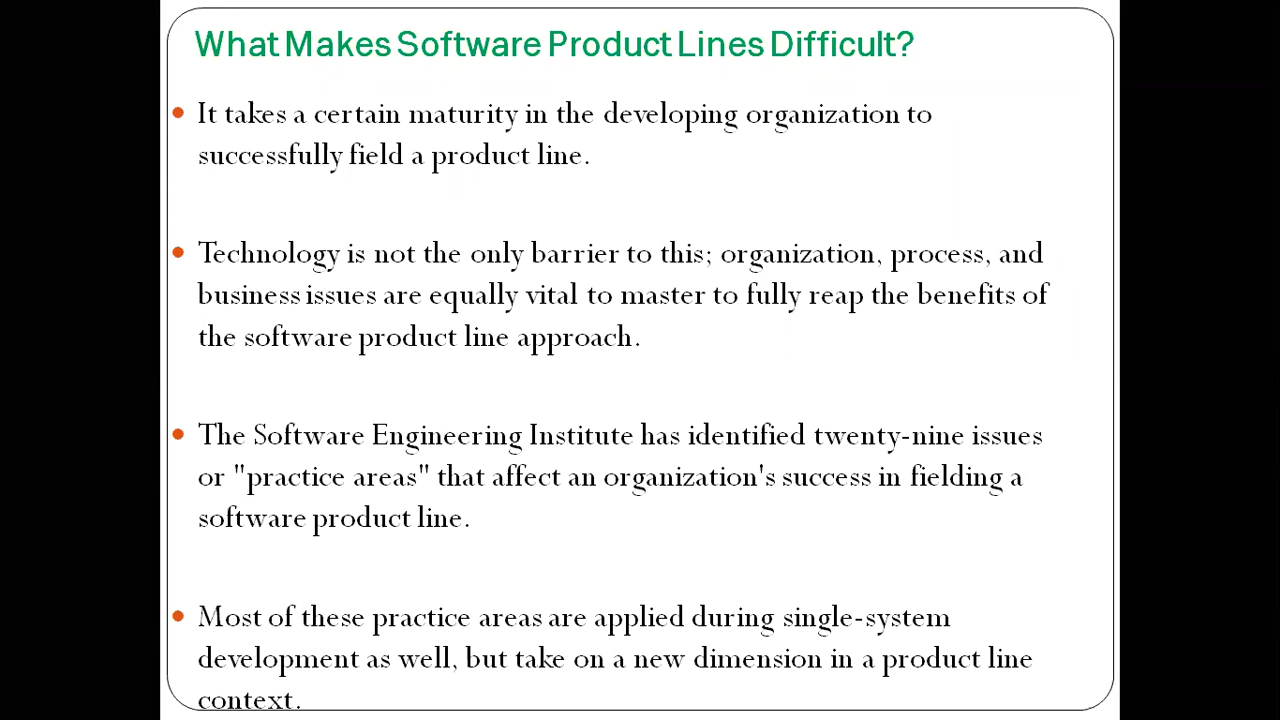 What Makes Software Product Lines Difficult?
• It takes a certain maturity in the developing organization to
successfully field a product line.
• Technology is not the only barrier to this; organization, process, and
business issues are equally vital to master to fully reap the benefits of
the software product line approach.
• The Software Engineering Institute has identified twenty-nine issues
or "practice areas" that affect an organization's success in fielding a
software product line.
• Most of these practice areas are applied during single-system
development as well, but take on a new dimension in a product line
context.